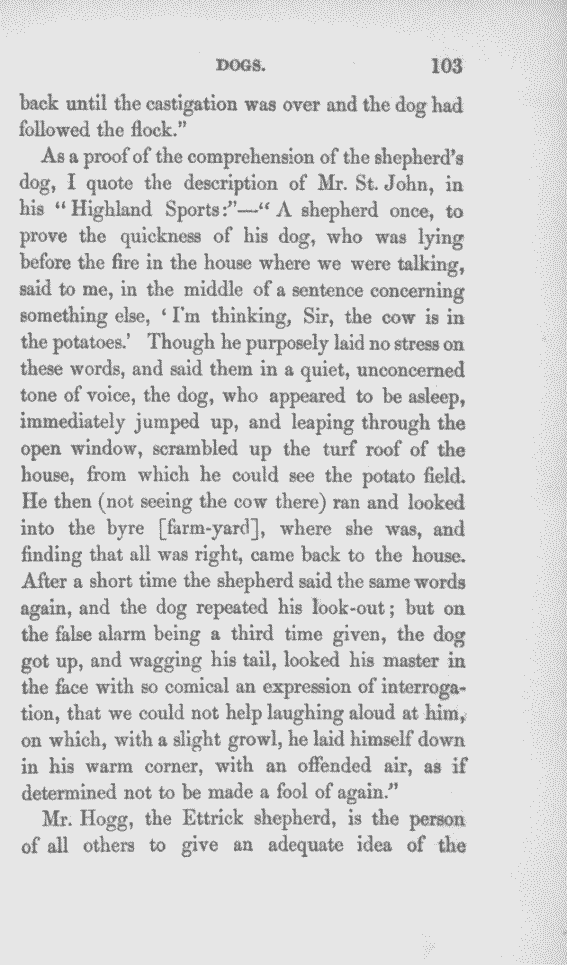 DOGS. 103
back until the castigation was over and the dog had
followed the flock.”
As a proof of the comprehension of the shepherd's
dog, I quote the description of Mr. St. John, in
his “ Highland Sports:”—“ A shepherd once, to
prove the quickness of his dog, who was lying
before the fire in the house where we were talking,
said to me, in the middle of a sentence concerning
something else, ‘ I'm thinking, Sir, the cow is in
the potatoes.’ Though he purposely laid no stress on
these words, and said them in a quiet, unconcerned
tone of voice, the dog, who appeared to be asleep,
immediately jumped up, and leaping through the
open window, scrambled up the turf roof of the
house, from which he could see the potato field.
He then (not seeing the cow there) ran and looked
into the byre [farm-yard], where she was, and
finding that all was right, came back to the house.
After a short time the shepherd said the same words
again, and the dog repeated his look-out; but on
the false alarm being a third time given, the dog
got up, and wagging his tail, looked his master in
the face with so comical an expression of interroga-
tion, that we could not help laughing aloud at him,
on which, with a slight growl, he laid himself down
in his warm corner, with an offended air, as if
determined not to be made a fool of again.”
Mr. Hogg, the Ettrick shepherd, is the person
of all others to give an adequate idea of the